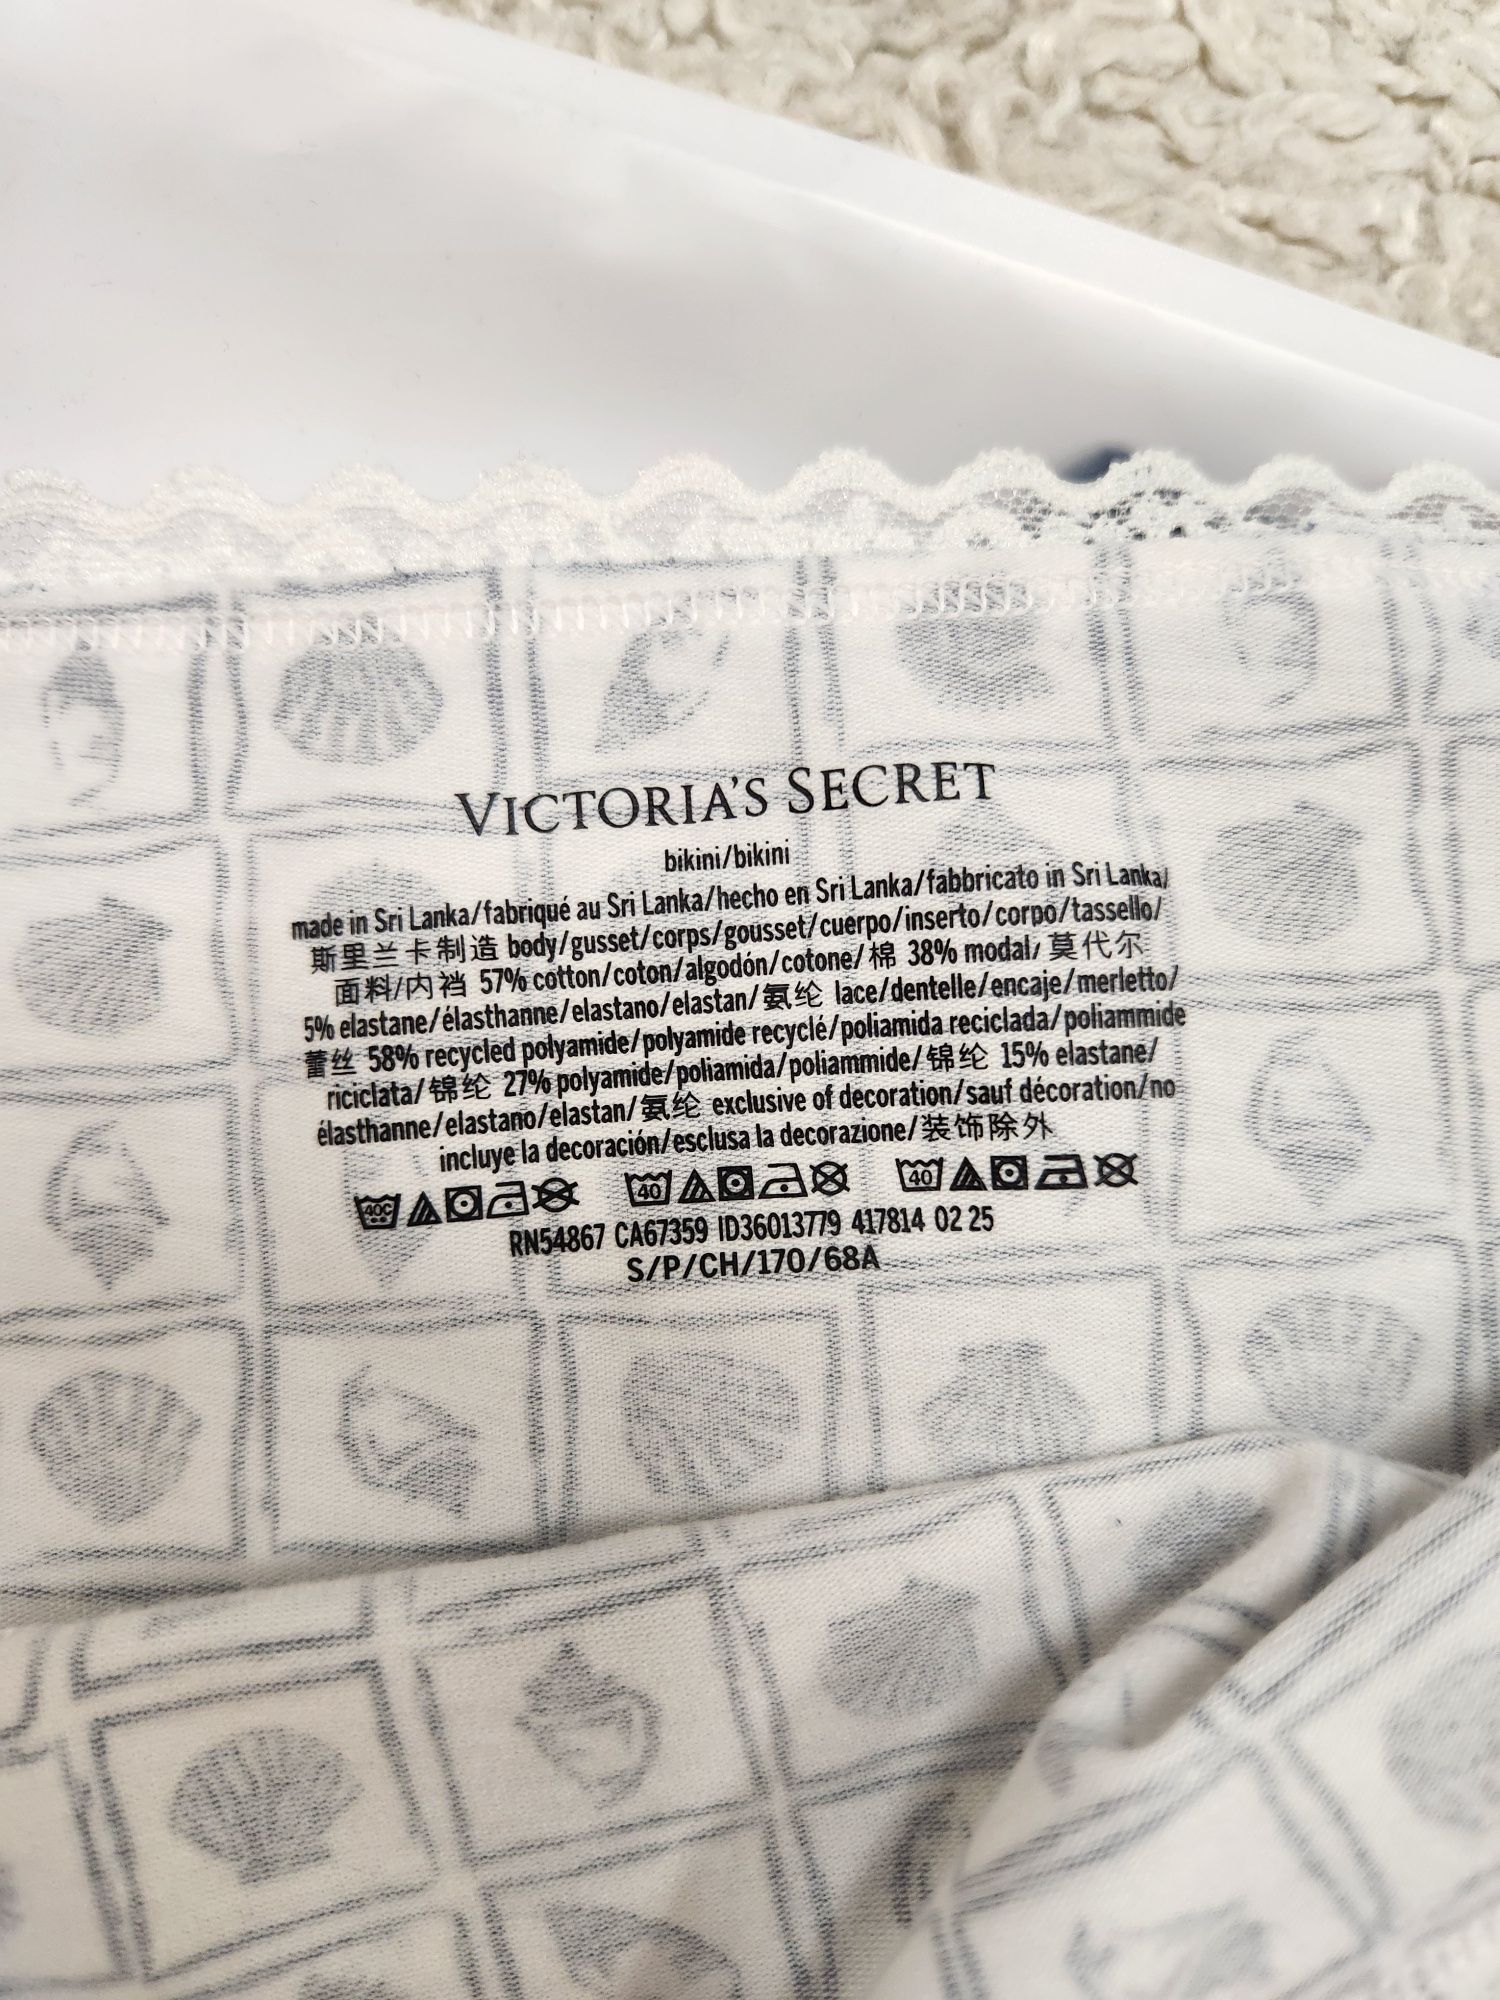 VICTORIA'S SECRET
bikini/bikini
made in Sri Lanka/fabriqué au Sri Lanka/hecho en Sri Lanka/fabbricato in Sri Lanka/
斯里兰卡制造 body/gusset/corps/gousset/cuerpo/inserto/corpo/tassello/
面料/内裆 57% cotton/coton/algodón/cotone/棉 38% modal/莫代尔
5% elastane/élasthanne/elastano/elastan/氨纶 lace/dentelle/encaje/merletto/
蕾丝 58% recycled polyamide/polyamide recyclé/poliamida reciclada/poliammide
riciclata/锦纶 27% polyamide/poliamida/poliammide/锦纶 15% elastane/
élasthanne/elastano/elastan/氨纶 exclusive of decoration/sauf décoration/no
incluye la decoración/esclusa la decorazione/装饰除外
40C 40 40
RN54867 CA67359 ID36013779 417814 02 25
S/P/CH/170/68A